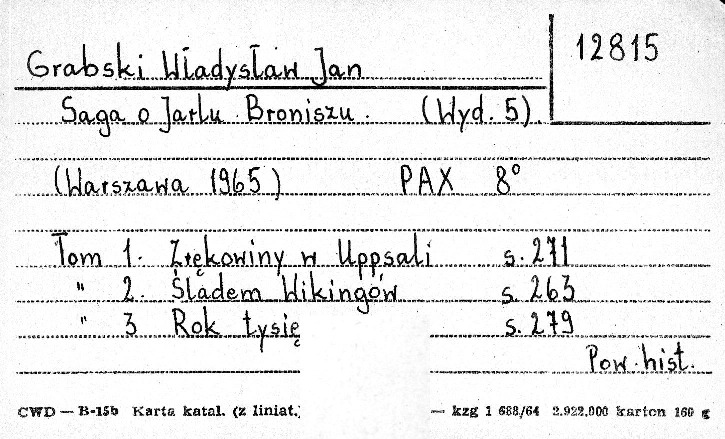 12815
Grabski Władysław Jan
Saga o Jarlu Broniszu. (Wyd. 5)
(Warszawa 1965) PAX 8°
Tom 1. Zrękowiny w Uppsali s. 271
" 2. Śladem Wikingów s. 263
" 3 Rok tysię s. 279
Pow. hist.
CWD — B-15b Karta katal. (z liniat.) — kzg 1 688/64 2.922.000 karton 160 g